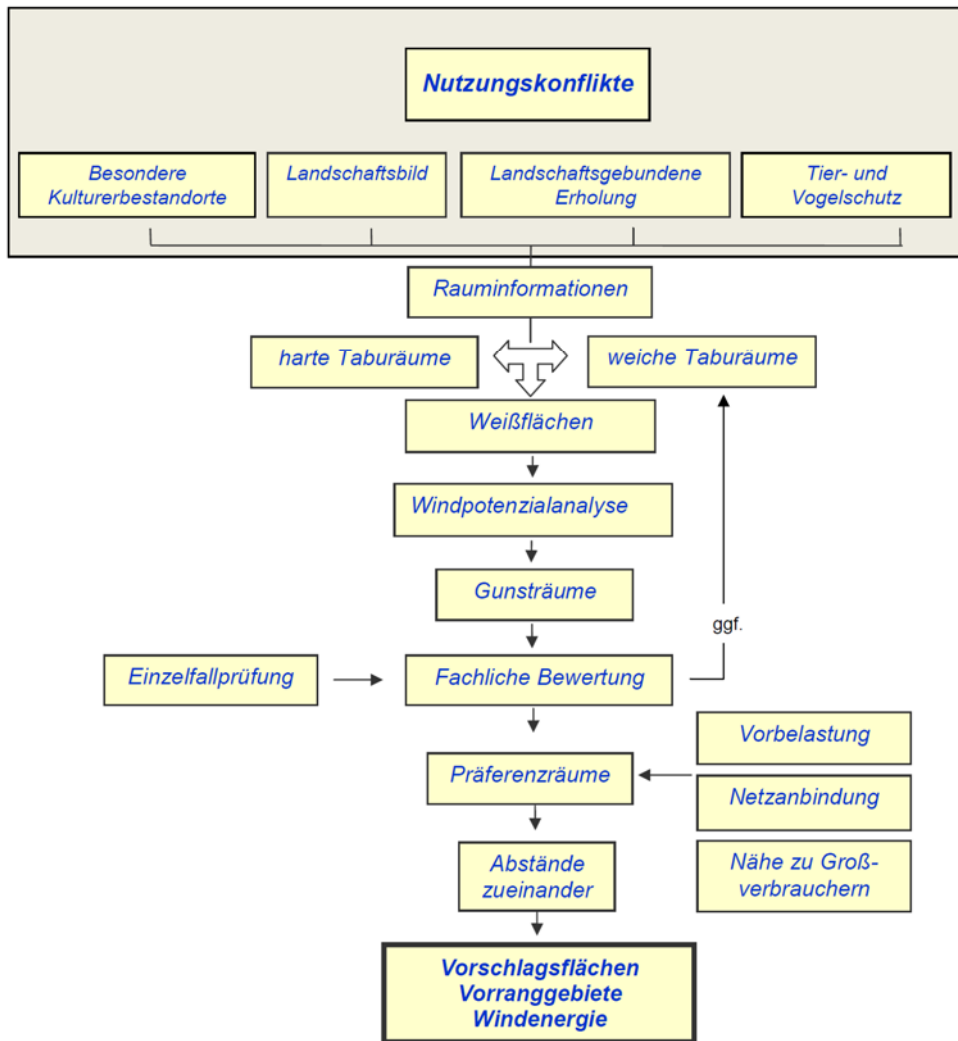 Nutzungskonflikte
Besondere
Kulturerbestandorte
Landschaftsbild
Landschaftsgebundene
Erholung
Tier- und
Vogelschutz
Rauminformationen
harte Taburäume
weiche Taburäume
Weißflächen
Windpotenzialanalyse
Gunsträume
ggf.
Einzelfallprüfung
Fachliche Bewertung
Vorbelastung
Präferenzräume
Netzanbindung
Abstände
zueinander
Nähe zu Groß-
verbrauchern
Vorschlagsflächen
Vorranggebiete
Windenergie